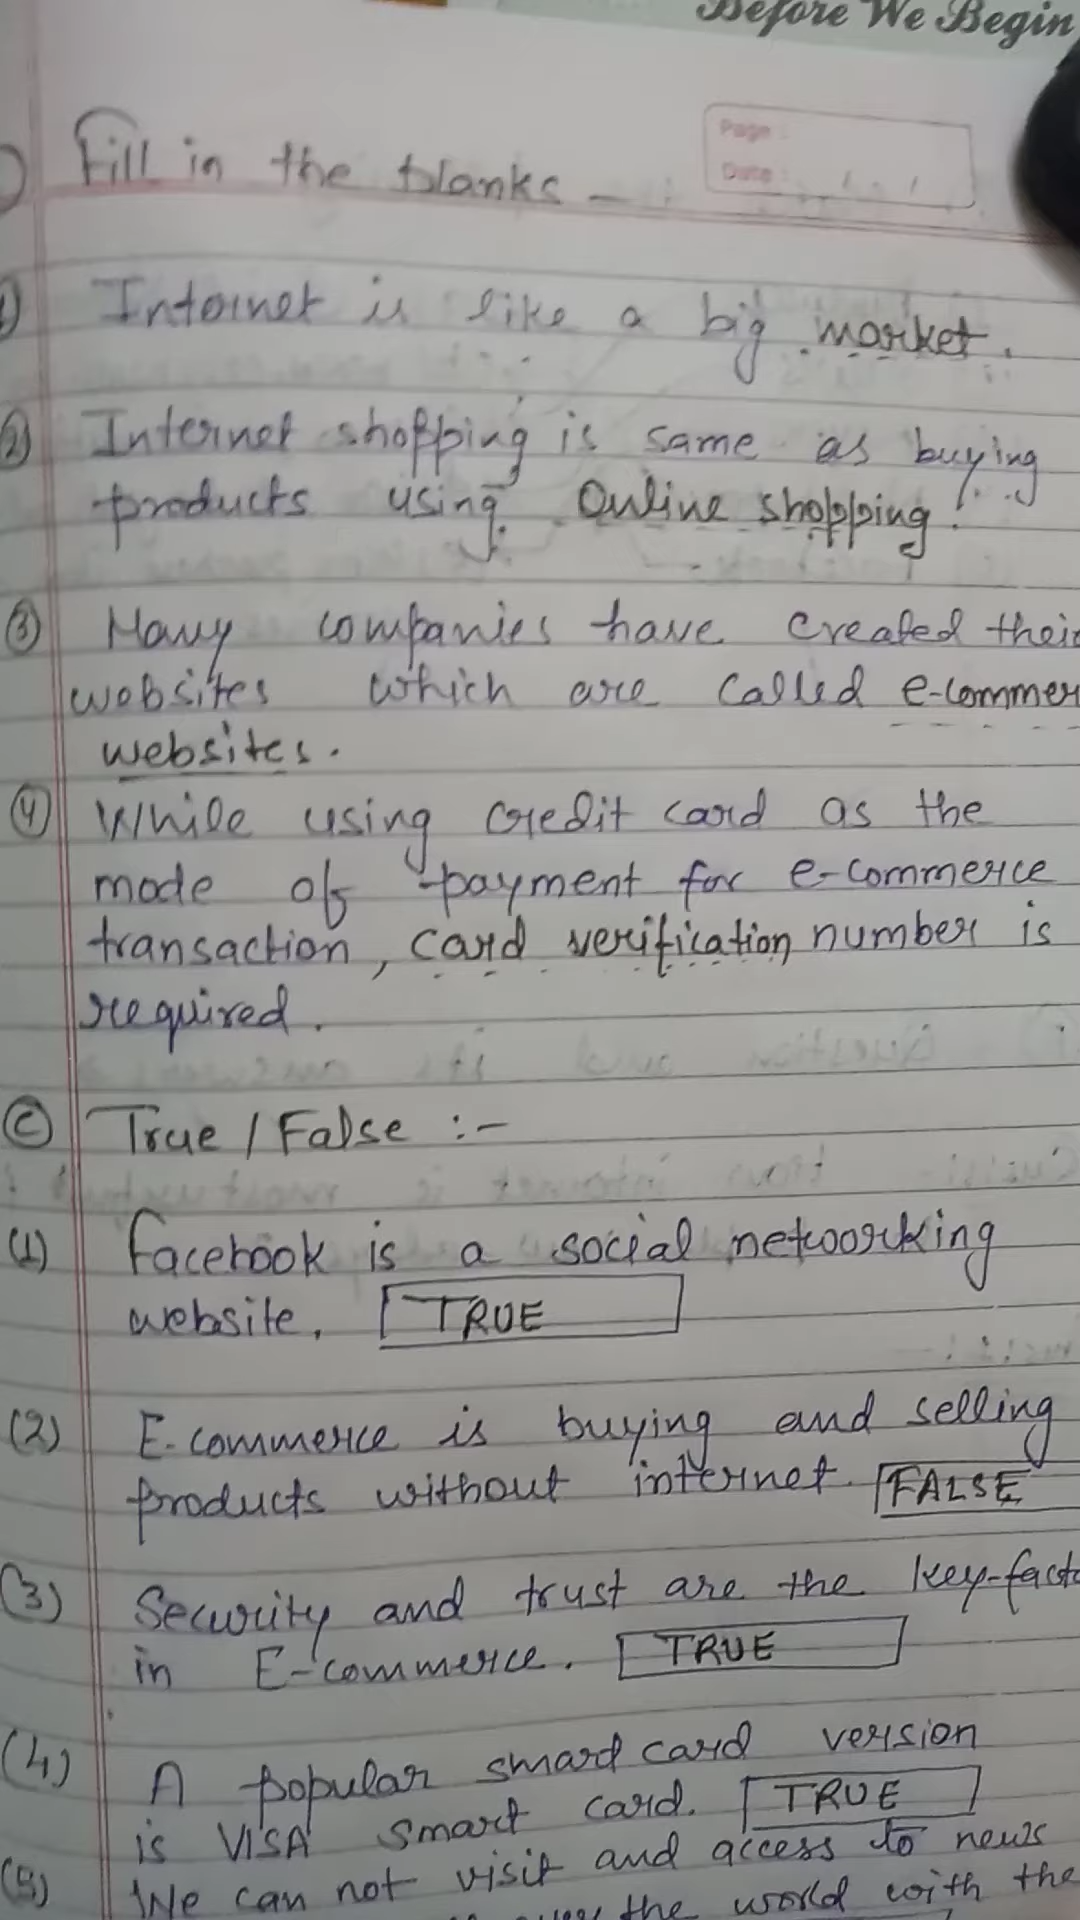 Before We Begin
Page :
Date :
Fill in the blanks -
1) Internet is like a big market.
2) Internet shopping is same as buying
products using Online shopping.
3) Many companies have created their
websites which are called e-commer
websites.
4) While using credit card as the
mode of payment for e-commerce
transaction, card verification number is
required.
C) True / False :-
(1) Facebook is a social networking
website. TRUE
(2) E-commerce is buying and selling
products without internet. FALSE
(3) Security and trust are the key-facto
in E-commerce. TRUE
(4) A popular smard card version
is VISA smart card. TRUE
(5) We can not visit and access to news
the world with the